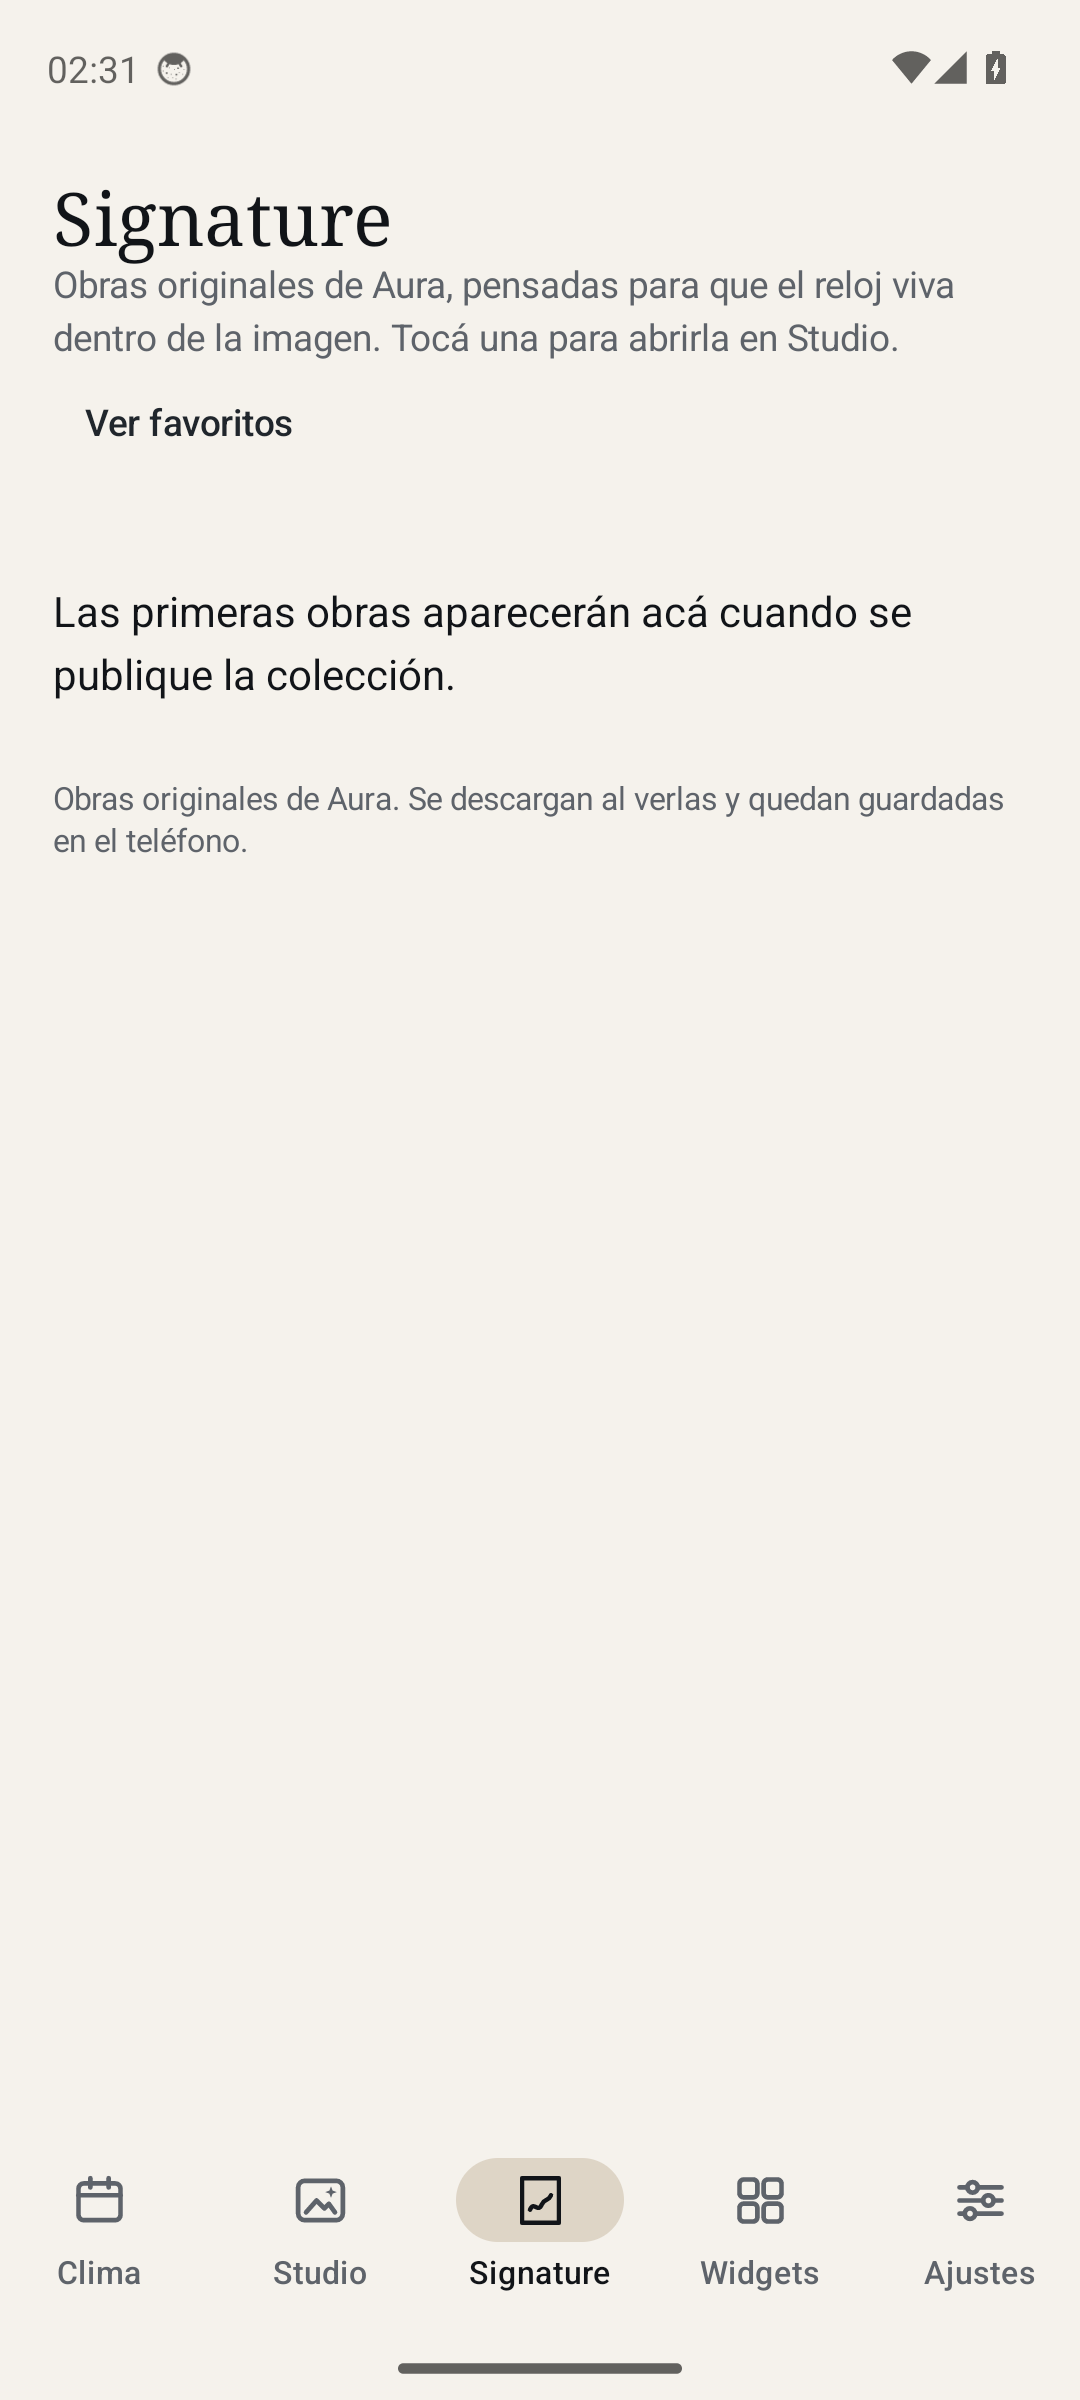 02:31
Signature
Obras originales de Aura, pensadas para que el reloj viva
dentro de la imagen. Tocá una para abrirla en Studio.
Ver favoritos
Las primeras obras aparecerán acá cuando se
publique la colección.
Obras originales de Aura. Se descargan al verlas y quedan guardadas
en el teléfono.
Clima
Studio
Signature
Widgets
Ajustes